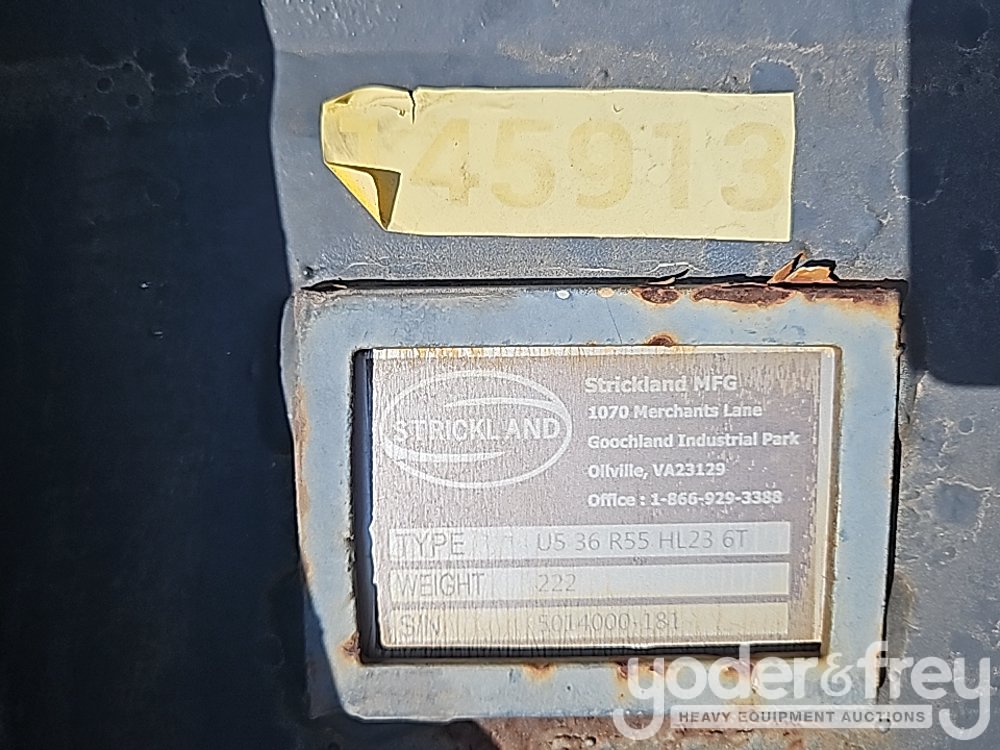 45913
STRICKLAND
Strickland MFG
1070 Merchants Lane
Goochland Industrial Park
Oilville, VA23129
Office : 1-866-929-3388
TYPE U5 36 R55 HL23 6T
WEIGHT 222
S/N 5014000-181
yoder&frey
HEAVY EQUIPMENT AUCTIONS